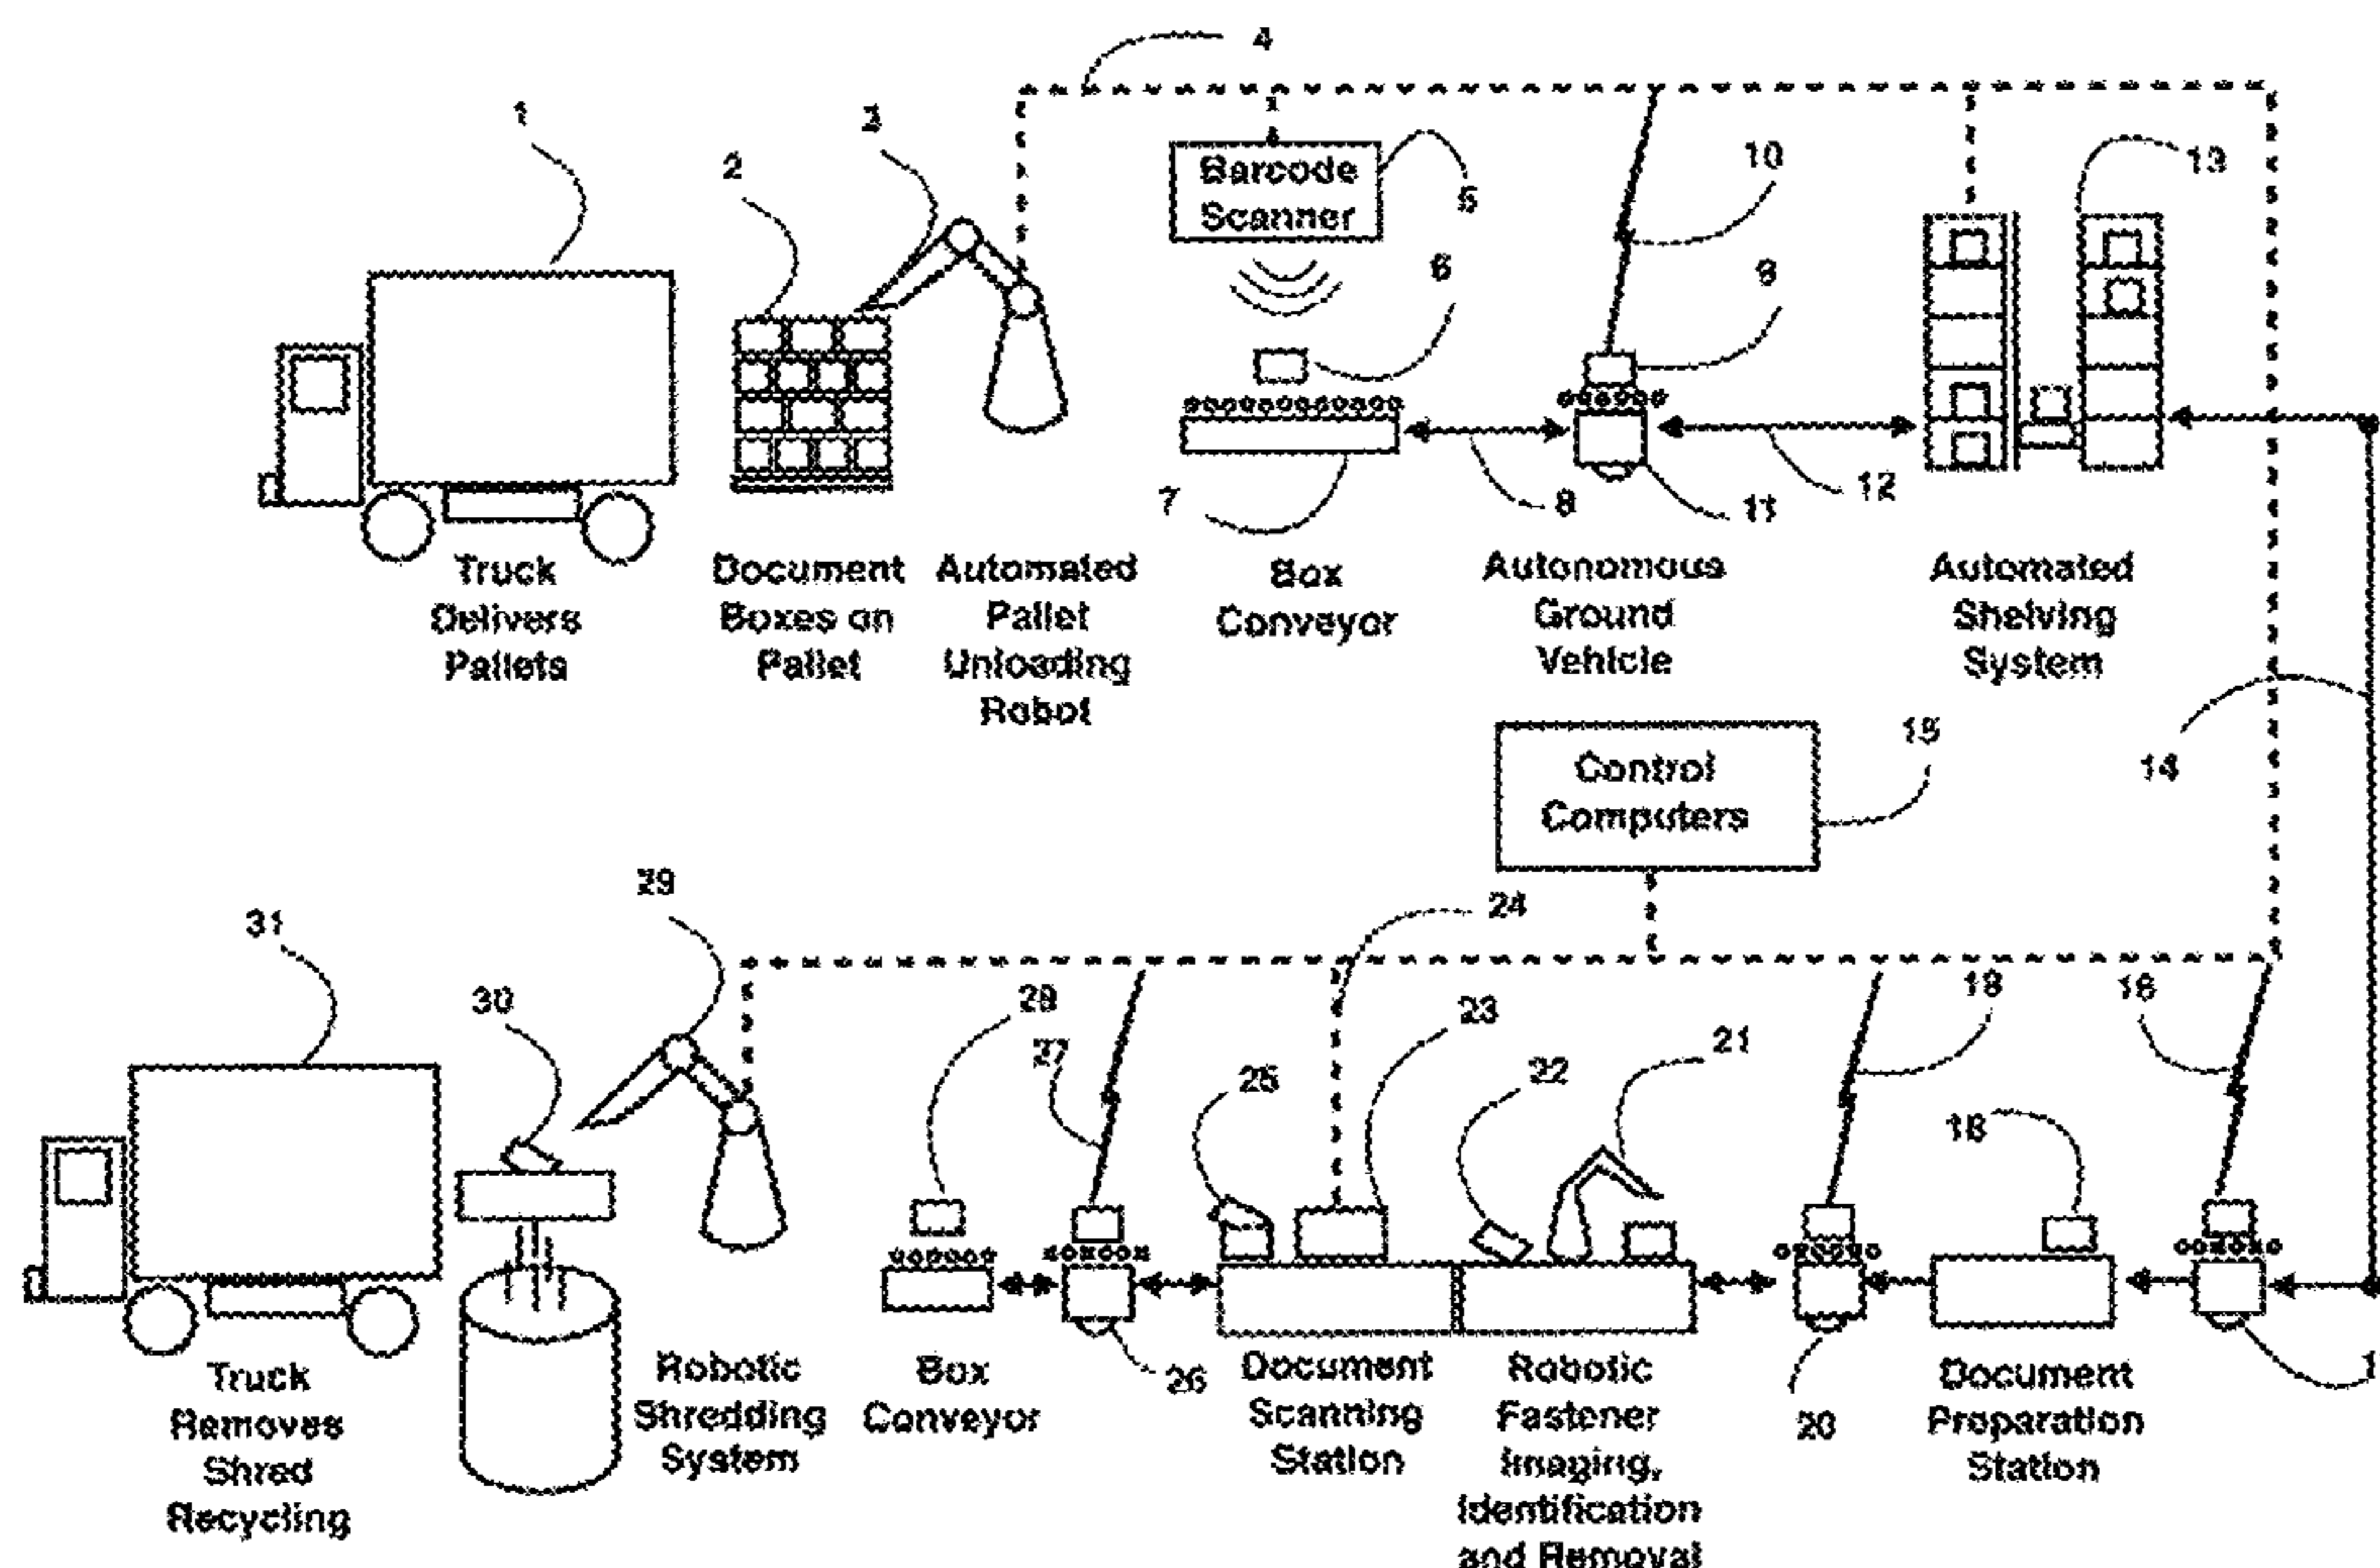 4
1
2
3
Barcode
Scanner
5
6
10
9
13
7
8
11
12
Truck
Delivers
Pallets
Document
Boxes on
Pallet
Automated
Pallet
Unloading
Robot
Box
Conveyor
Autonomous
Ground
Vehicle
Automated
Shelving
System
Control
Computers
15
14
31
30
29
28
27
24
23
25
22
21
19
18
26
20
1
Truck
Removes
Shred
Recycling
Robotic
Shredding
System
Box
Conveyor
Document
Scanning
Station
Robotic
Fastener
Imaging,
Identification
and Removal
Document
Preparation
Station